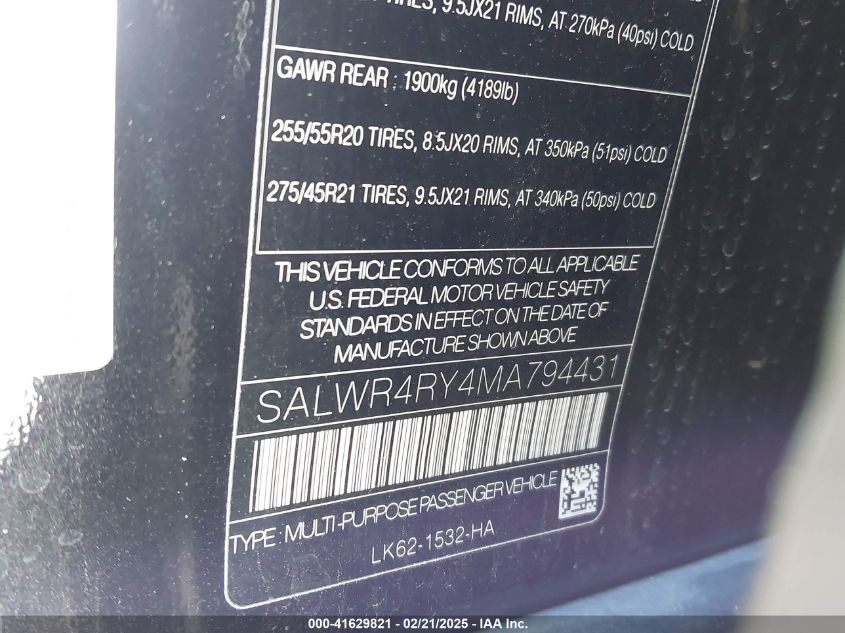 TIRES, 9.5JX21 RIMS, AT 270kPa (40psi) COLD
GAWR REAR : 1900kg (4189lb)
255/55R20 TIRES, 8.5JX20 RIMS, AT 350kPa (51psi) COLD
275/45R21 TIRES, 9.5JX21 RIMS, AT 340kPa (50psi) COLD
THIS VEHICLE CONFORMS TO ALL APPLICABLE
U.S. FEDERAL MOTOR VEHICLE SAFETY
STANDARDS IN EFFECT ON THE DATE OF
MANUFACTURE SHOWN ABOVE
SALWR4RY4MA794431
TYPE : MULTI-PURPOSE PASSENGER VEHICLE
LK62-1532-HA
000-41629821 - 02/21/2025 - IAA Inc.